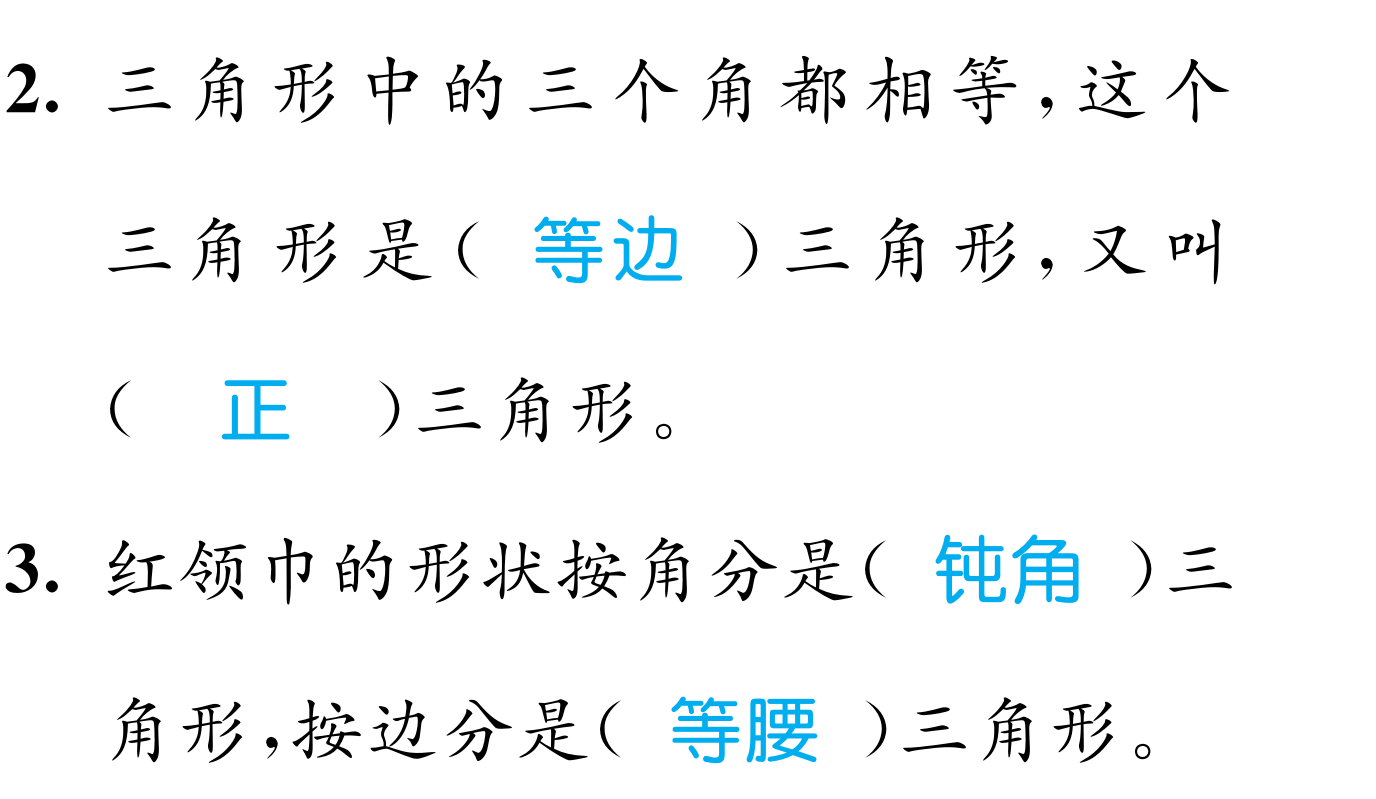 2. 三角形中的三个角都相等,这个
三角形是( 等边 )三角形,又叫
( 正 )三角形。
3. 红领巾的形状按角分是( 钝角 )三
角形,按边分是( 等腰 )三角形。